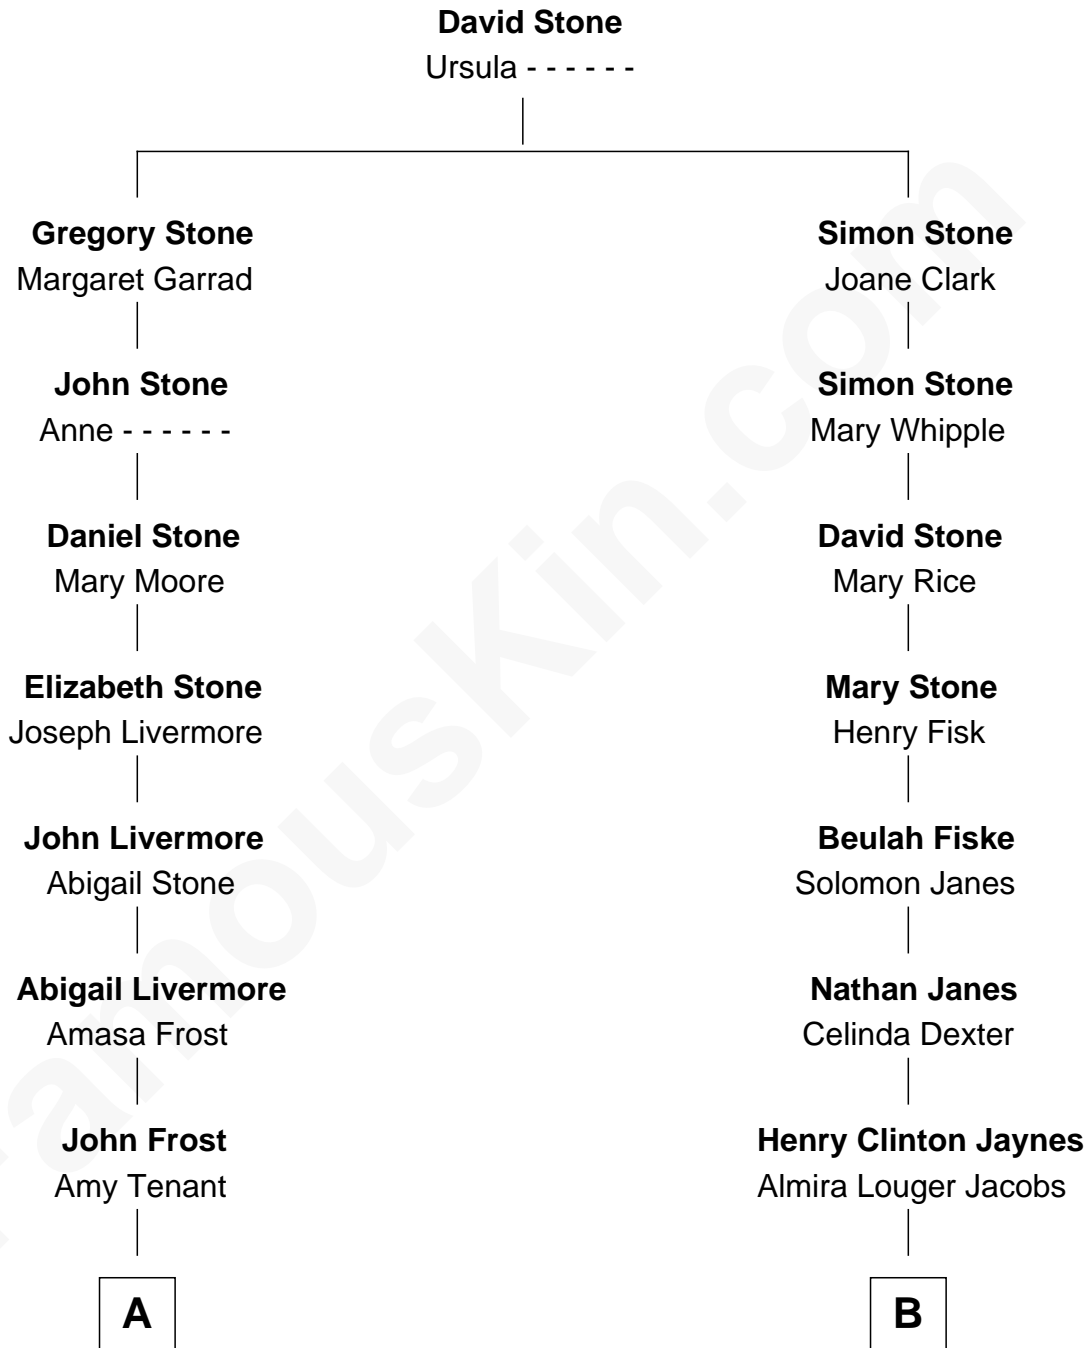 David Stone
Ursula - - - - - -
Gregory Stone
Margaret Garrad
Simon Stone
Joane Clark
John Stone
Anne - - - - - -
Simon Stone
Mary Whipple
Daniel Stone
Mary Moore
David Stone
Mary Rice
Elizabeth Stone
Joseph Livermore
Mary Stone
Henry Fisk
John Livermore
Abigail Stone
Beulah Fiske
Solomon Janes
Abigail Livermore
Amasa Frost
Nathan Janes
Celinda Dexter
John Frost
Amy Tenant
Henry Clinton Jaynes
Almira Louger Jacobs
A
B
FamousKin.com